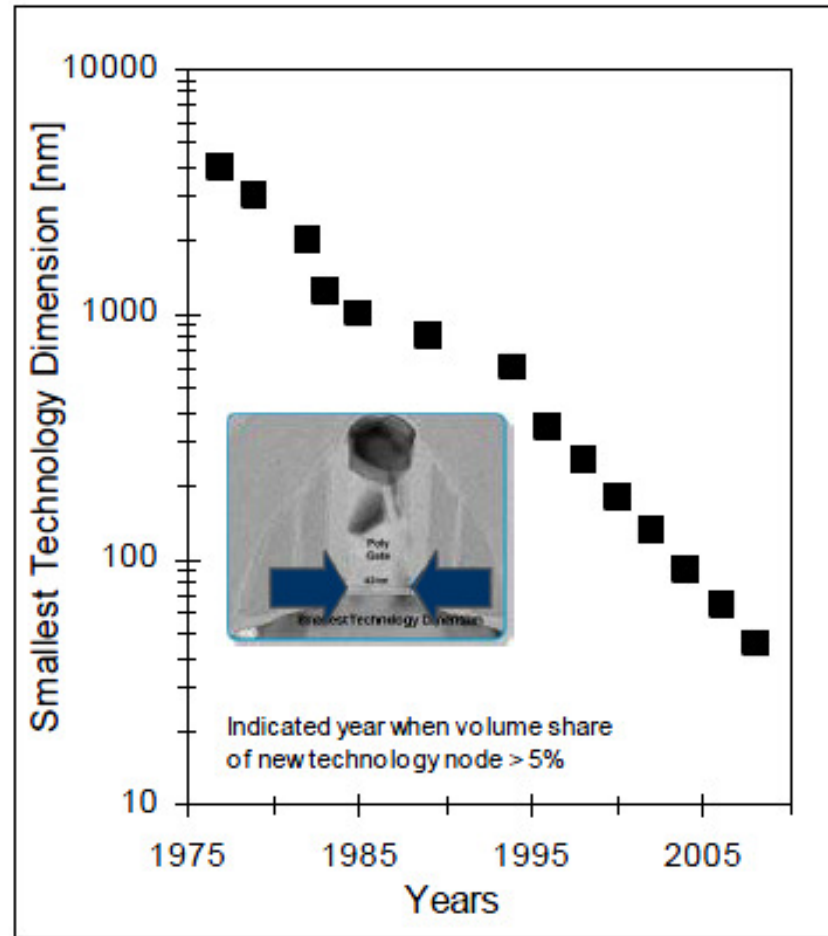 10000
1000
100
10
Smallest Technology Dimension [nm]
Poly
Gate
Smallest Technology Dimension
Indicated year when volume share
of new technology node > 5%
1975
1985
1995
2005
Years